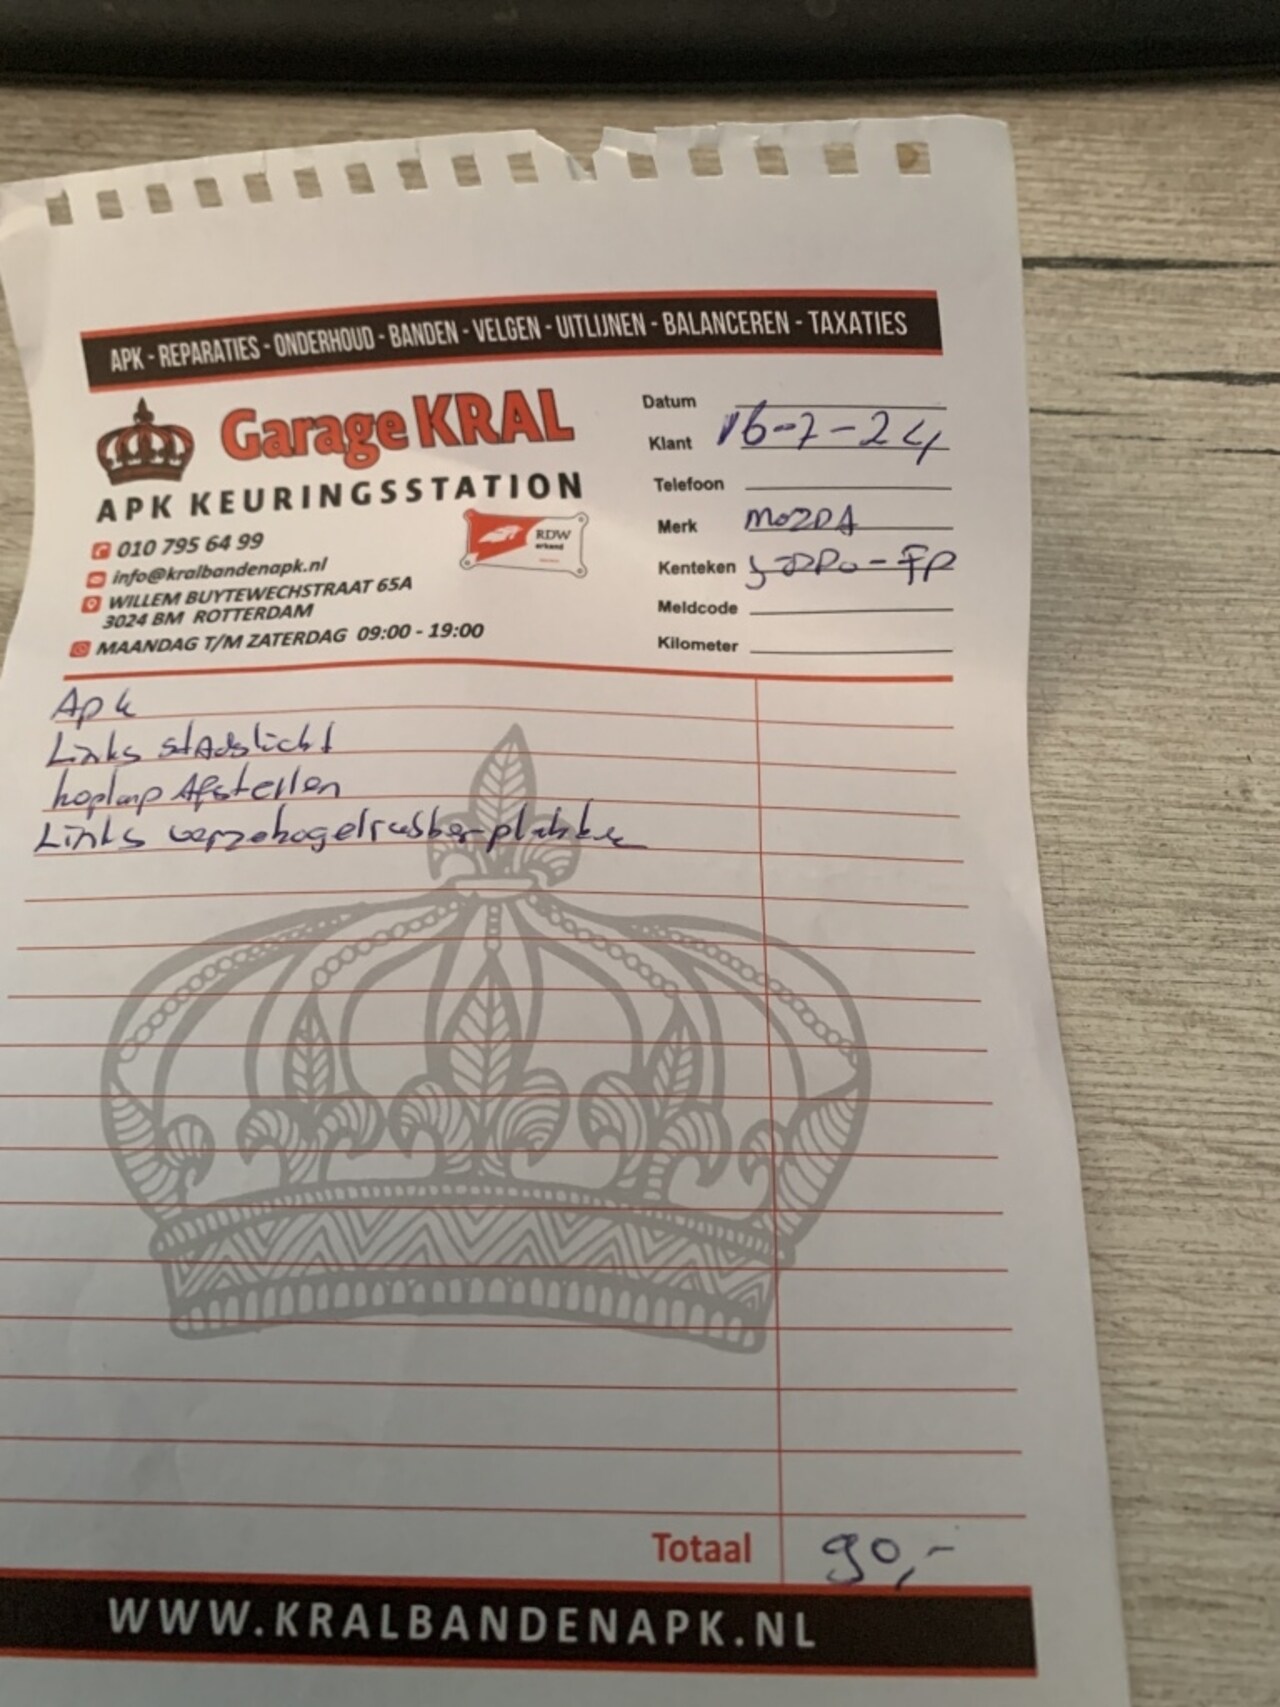 APK - REPARATIES - ONDERHOUD - BANDEN - VELGEN - UITLIJNEN - BALANCEREN - TAXATIES
Garage KRAL
APK KEURINGSSTATION
010 795 64 99
info@kralbandenapk.nl
WILLEM BUYTEWECHSTRAAT 65A
3024 BM ROTTERDAM
MAANDAG T/M ZATERDAG 09:00 - 19:00
RDW
erkend
Datum
Klant 16-7-24
Telefoon
Merk MAZDA
Kenteken
Meldcode
Kilometer
Apk
Links stadslicht
koplamp Afstellen
Links
Totaal 90,-
WWW.KRALBANDENAPK.NL